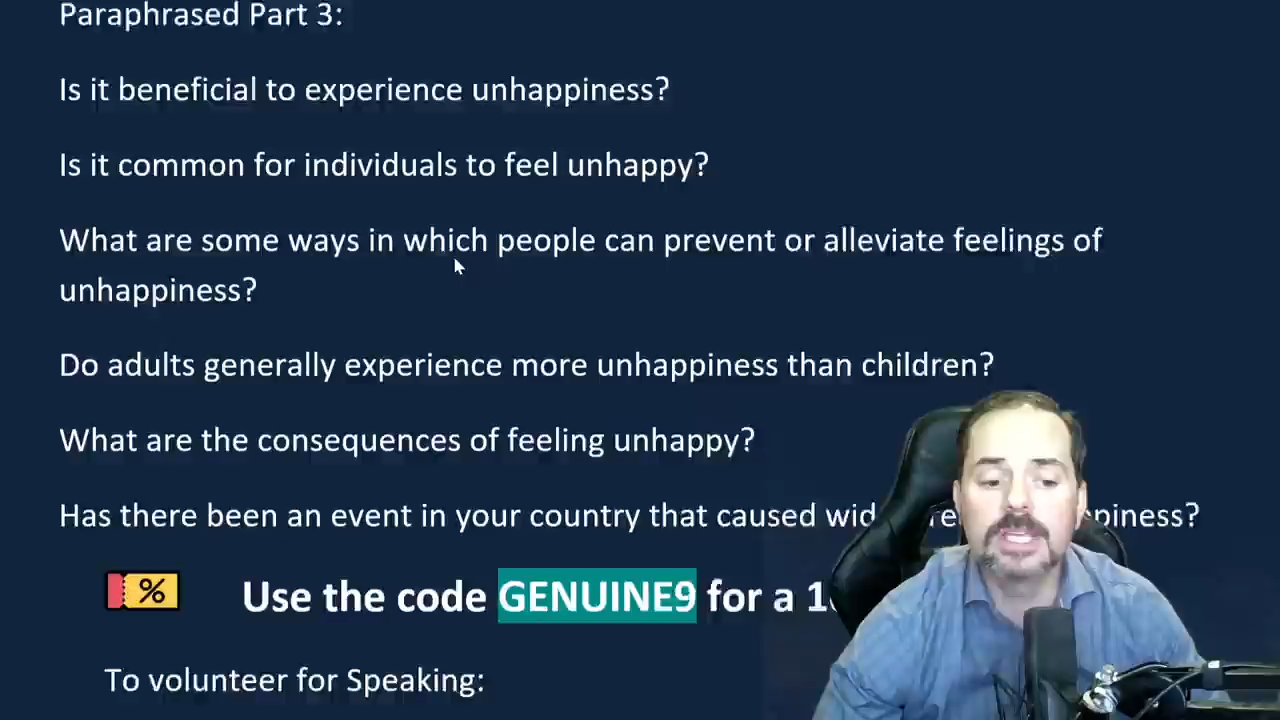 Paraphrased Part 3:
Is it beneficial to experience unhappiness?
Is it common for individuals to feel unhappy?
What are some ways in which people can prevent or alleviate feelings of
unhappiness?
Do adults generally experience more unhappiness than children?
What are the consequences of feeling unhappy?
Has there been an event in your country that caused
% Use the code GENUINE9 for a
To volunteer for Speaking: